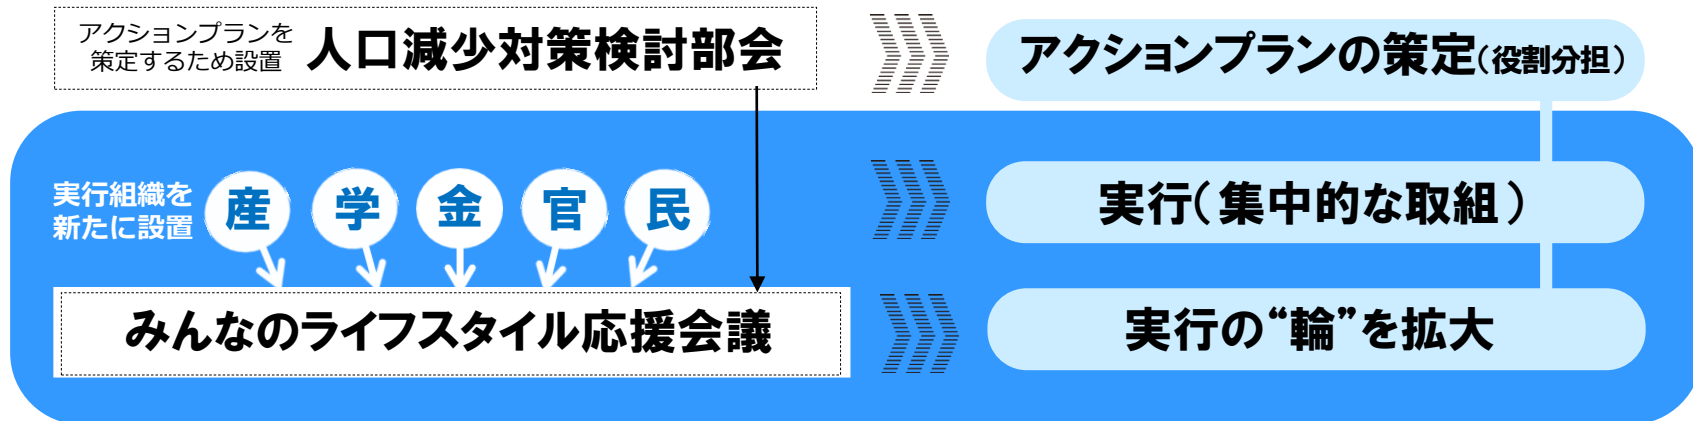 アクションプランを
策定するため設置
人口減少対策検討部会
アクションプランの策定(役割分担)
実行組織を
新たに設置
産 学 金 官 民
実行(集中的な取組)
みんなのライフスタイル応援会議
実行の“輪”を拡大